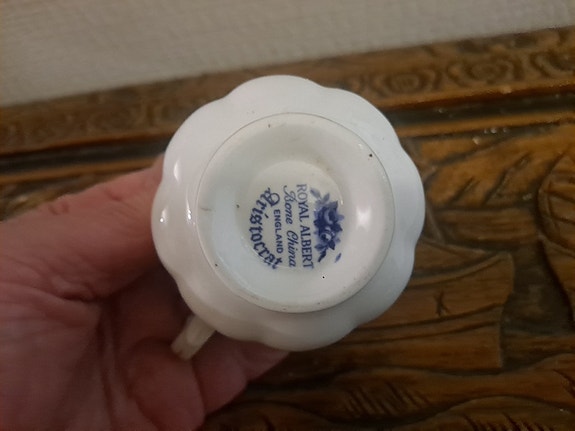 ROYAL ALBERT
Bone China
ENGLAND
Aristocrat